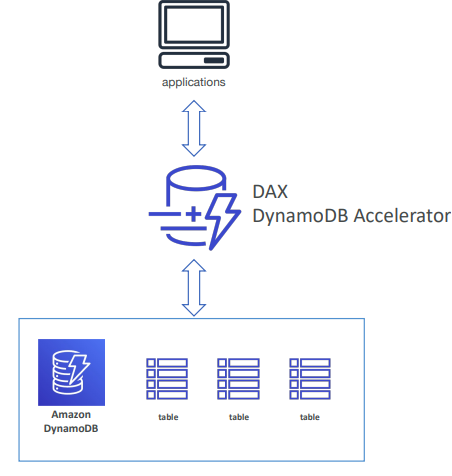 applications
DAX
DynamoDB Accelerator
Amazon
DynamoDB
table
table
table